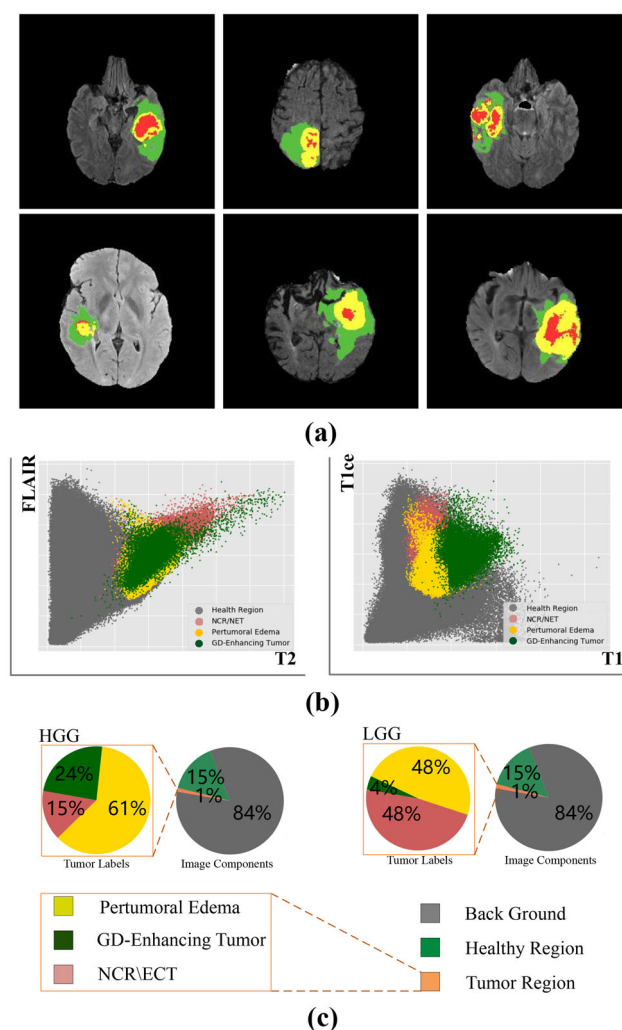 (a)
FLAIR
Health Region
NCR/NET
Pertumoral Edema
GD-Enhancing Tumor
T2
T1ce
Health Region
NCR/NET
Pertumoral Edema
GD-Enhancing Tumor
T1
(b)
HGG
24%
15%
61%
Tumor Labels
15%
1%
84%
Image Components
LGG
48%
4%
48%
Tumor Labels
15%
1%
84%
Image Components
Pertumoral Edema
GD-Enhancing Tumor
NCR\ECT
Back Ground
Healthy Region
Tumor Region
(c)